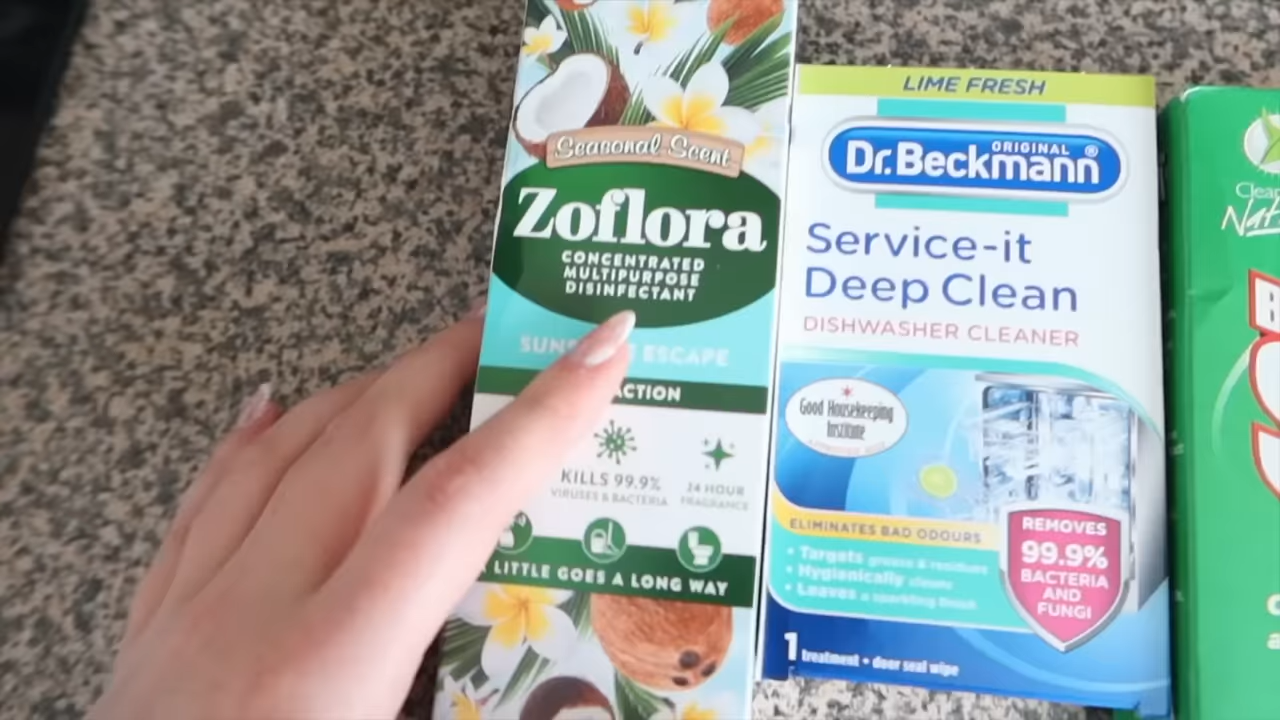 Seasonal Scent
Zoflora
CONCENTRATED
MULTIPURPOSE
DISINFECTANT
ESCAPE
ACTION
KILLS 99.9%
VIRUSES & BACTERIA
24 HOUR
FRAGRANCE
LITTLE GOES A LONG WAY
LIME FRESH
ORIGINAL
Dr.Beckmann®
Service-it
Deep Clean
DISHWASHER CLEANER
Good Housekeeping
Institute
ELIMINATES BAD ODOURS
• Targets grease & residues
• Hygienically cleans
• Leaves a sparkling finish
REMOVES
99.9%
BACTERIA
AND
FUNGI
1 treatment + door seal wipe